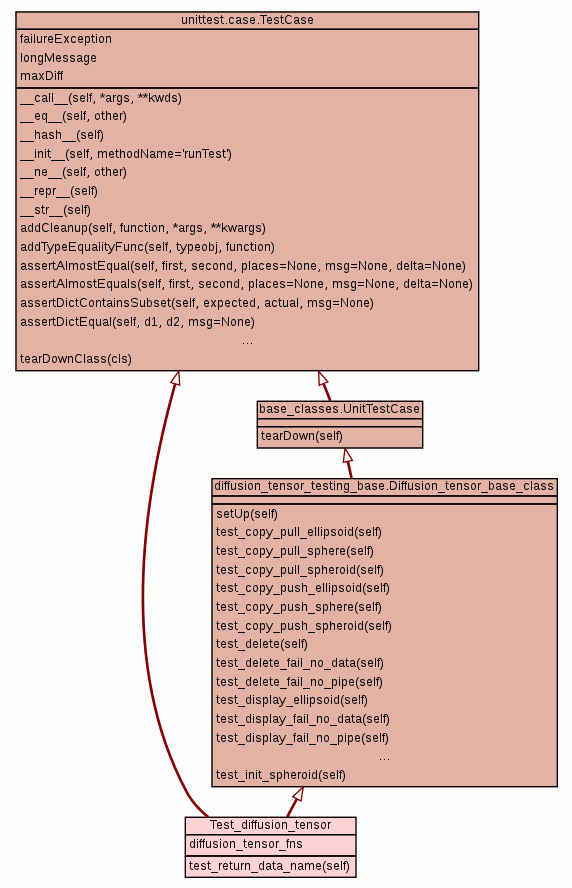 unittest.case.TestCase
failureException
longMessage
maxDiff
__call__(self, *args, **kwds)
__eq__(self, other)
__hash__(self)
__init__(self, methodName='runTest')
__ne__(self, other)
__repr__(self)
__str__(self)
addCleanup(self, function, *args, **kwargs)
addTypeEqualityFunc(self, typeobj, function)
assertAlmostEqual(self, first, second, places=None, msg=None, delta=None)
assertAlmostEquals(self, first, second, places=None, msg=None, delta=None)
assertDictContainsSubset(self, expected, actual, msg=None)
assertDictEqual(self, d1, d2, msg=None)
...
tearDownClass(cls)
base_classes.UnitTestCase
tearDown(self)
diffusion_tensor_testing_base.Diffusion_tensor_base_class
setUp(self)
test_copy_pull_ellipsoid(self)
test_copy_pull_sphere(self)
test_copy_pull_spheroid(self)
test_copy_push_ellipsoid(self)
test_copy_push_sphere(self)
test_copy_push_spheroid(self)
test_delete(self)
test_delete_fail_no_data(self)
test_delete_fail_no_pipe(self)
test_display_ellipsoid(self)
test_display_fail_no_data(self)
test_display_fail_no_pipe(self)
...
test_init_spheroid(self)
Test_diffusion_tensor
diffusion_tensor_fns
test_return_data_name(self)